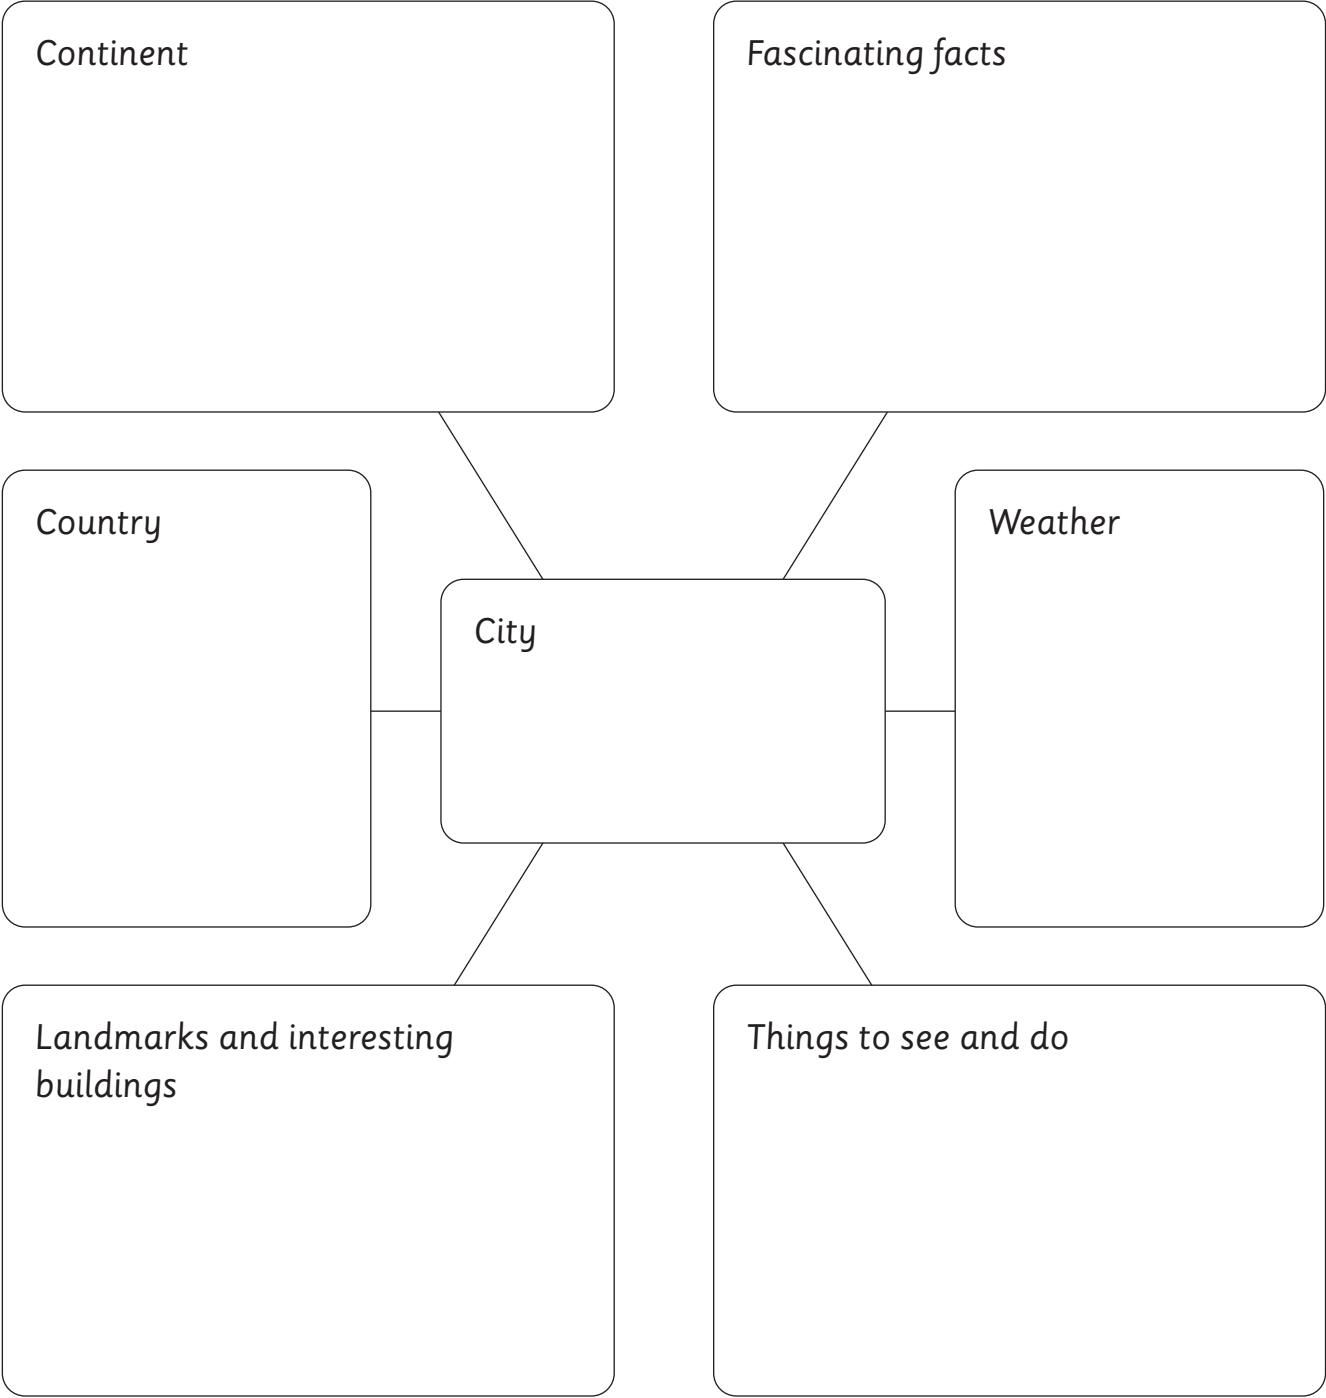 Continent
Fascinating facts
Country
Weather
City
Landmarks and interesting
buildings
Things to see and do